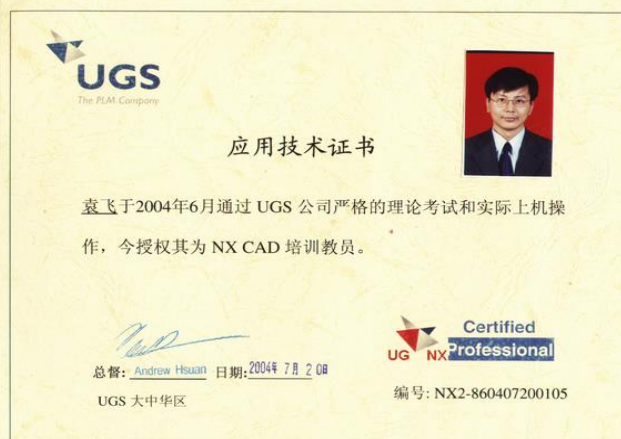 UGS
The PLM Company
应用技术证书
袁飞于2004年6月通过 UGS 公司严格的理论考试和实际上机操
作，今授权其为 NX CAD 培训教员。
Certified
UG NX Professional
总督: Andrew Hsuan 日期: 2004年 7月 20日
UGS 大中华区
编号: NX2-860407200105